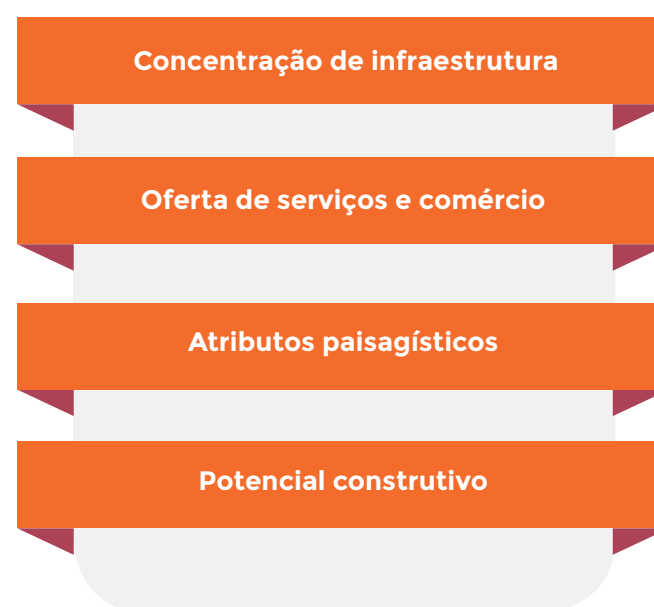 Concentração de infraestrutura
Oferta de serviços e comércio
Atributos paisagísticos
Potencial construtivo